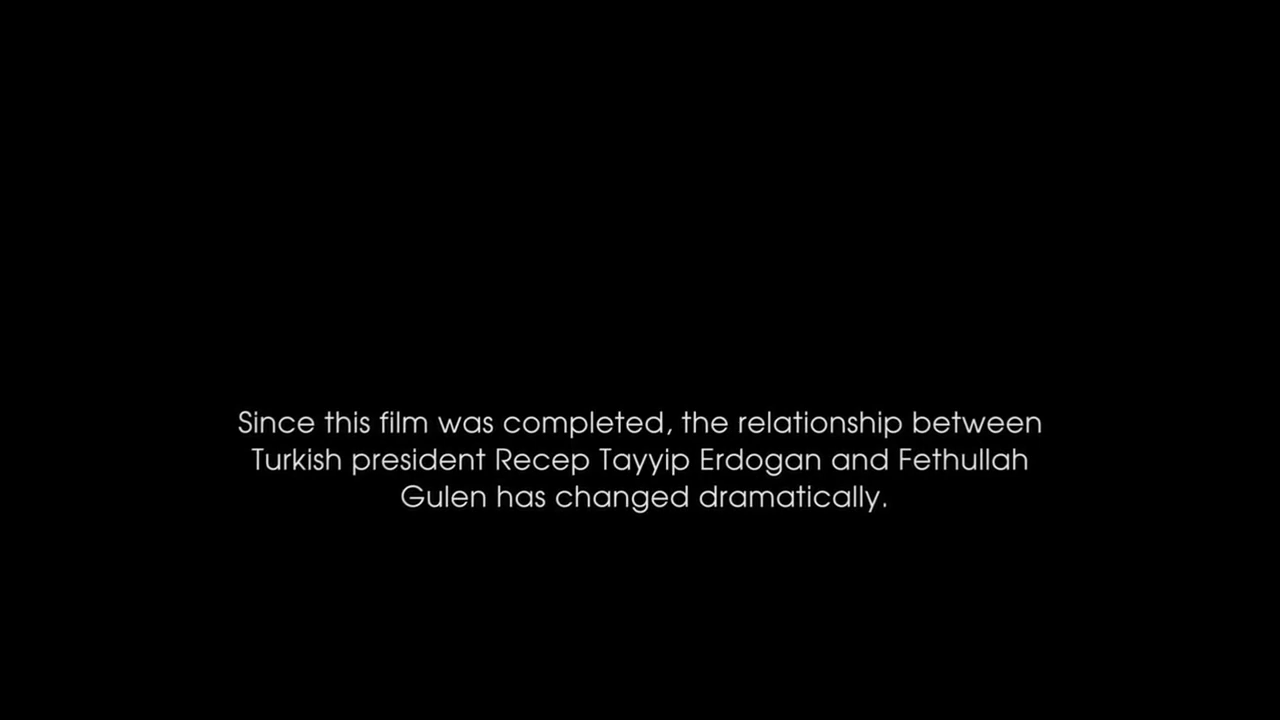 Since this film was completed, the relationship between
Turkish president Recep Tayyip Erdogan and Fethullah
Gulen has changed dramatically.